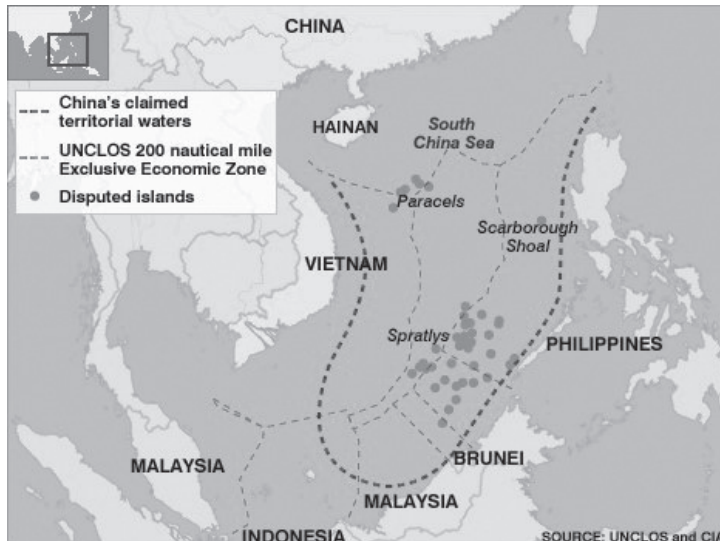 CHINA
China's claimed
territorial waters
UNCLOS 200 nautical mile
Exclusive Economic Zone
Disputed islands
HAINAN
South
China Sea
Paracels
Scarborough
Shoal
VIETNAM
Spratlys
PHILIPPINES
BRUNEI
MALAYSIA
MALAYSIA
INDONESIA
SOURCE: UNCLOS and CIA